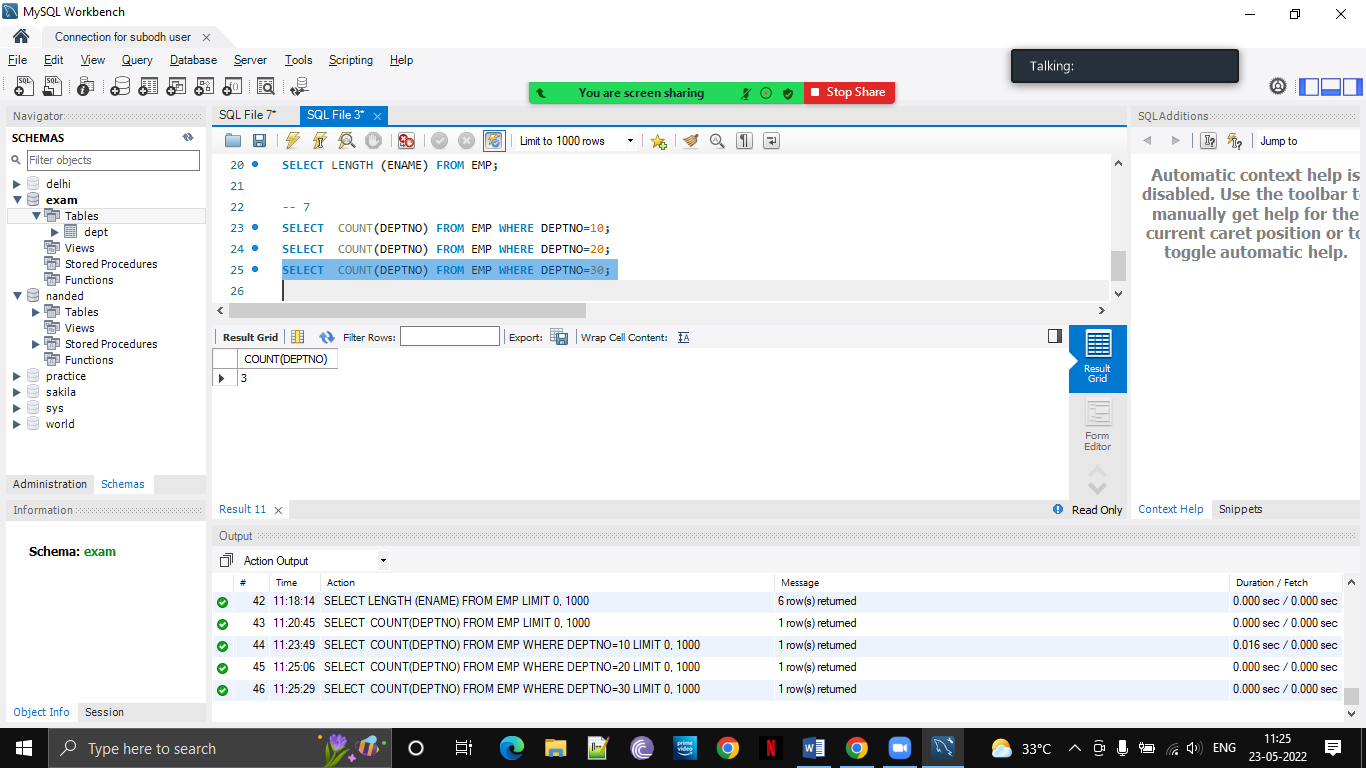 MySQL Workbench
Connection for subodh user
File Edit View Query Database Server Tools Scripting Help
Talking:
You are screen sharing Stop Share
Navigator
SCHEMAS
Filter objects
delhi
exam
Tables
dept
Views
Stored Procedures
Functions
nanded
Tables
Views
Stored Procedures
Functions
practice
sakila
sys
world
Administration Schemas
Information
Schema: exam
Object Info Session
SQL File 7* SQL File 3*
Limit to 1000 rows
20 SELECT LENGTH (ENAME) FROM EMP;
21
22 -- 7
23 SELECT  COUNT(DEPTNO) FROM EMP WHERE DEPTNO=10;
24 SELECT  COUNT(DEPTNO) FROM EMP WHERE DEPTNO=20;
25 SELECT  COUNT(DEPTNO) FROM EMP WHERE DEPTNO=30;
26
Result Grid Filter Rows: Export: Wrap Cell Content:
COUNT(DEPTNO)
3
Result
Grid
Form
Editor
Result 11 Read Only
SQLAdditions
Jump to
Automatic context help is
disabled. Use the toolbar t
manually get help for the
current caret position or to
toggle automatic help.
Context Help Snippets
Output
Action Output
# Time Action Message Duration / Fetch
42 11:18:14 SELECT LENGTH (ENAME) FROM EMP LIMIT 0, 1000 6 row(s) returned 0.000 sec / 0.000 sec
43 11:20:45 SELECT  COUNT(DEPTNO) FROM EMP LIMIT 0, 1000 1 row(s) returned 0.000 sec / 0.000 sec
44 11:23:49 SELECT  COUNT(DEPTNO) FROM EMP WHERE DEPTNO=10 LIMIT 0, 1000 1 row(s) returned 0.016 sec / 0.000 sec
45 11:25:06 SELECT  COUNT(DEPTNO) FROM EMP WHERE DEPTNO=20 LIMIT 0, 1000 1 row(s) returned 0.000 sec / 0.000 sec
46 11:25:29 SELECT  COUNT(DEPTNO) FROM EMP WHERE DEPTNO=30 LIMIT 0, 1000 1 row(s) returned 0.000 sec / 0.000 sec
Type here to search
prime
video
33°C
ENG
11:25
23-05-2022